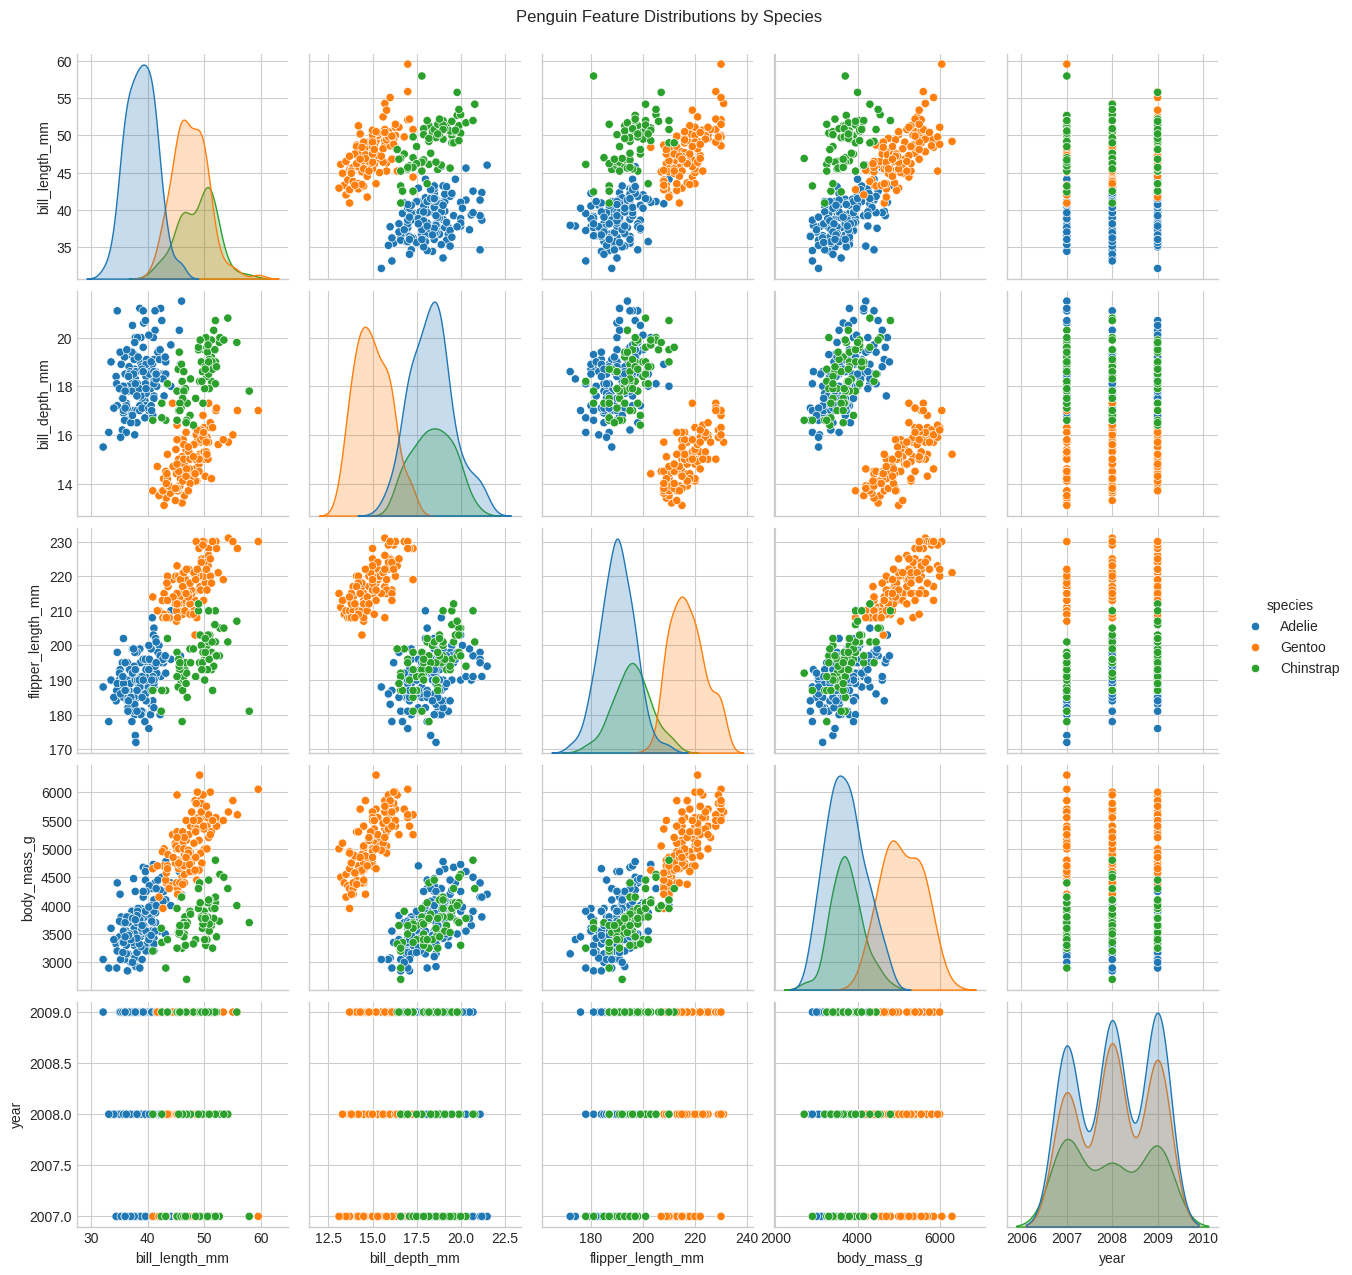 Penguin Feature Distributions by Species
60
55
50
45
40
35
bill_length_mm
20
18
16
14
bill_depth_mm
230
220
210
200
190
180
170
flipper_length_mm
species
Adelie
Gentoo
Chinstrap
6000
5500
5000
4500
4000
3500
3000
body_mass_g
2009.0
2008.5
2008.0
2007.5
2007.0
year
30 40 50 60
12.5 15.0 17.5 20.0 22.5
180 200 220 240
2000 4000 6000
2006 2007 2008 2009 2010
bill_length_mm bill_depth_mm flipper_length_mm body_mass_g year